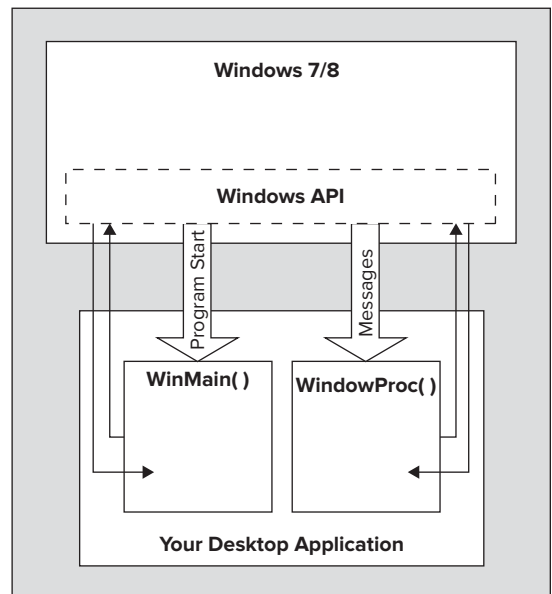 Windows 7/8
Windows API
Program Start
Messages
WinMain( )
WindowProc( )
Your Desktop Application